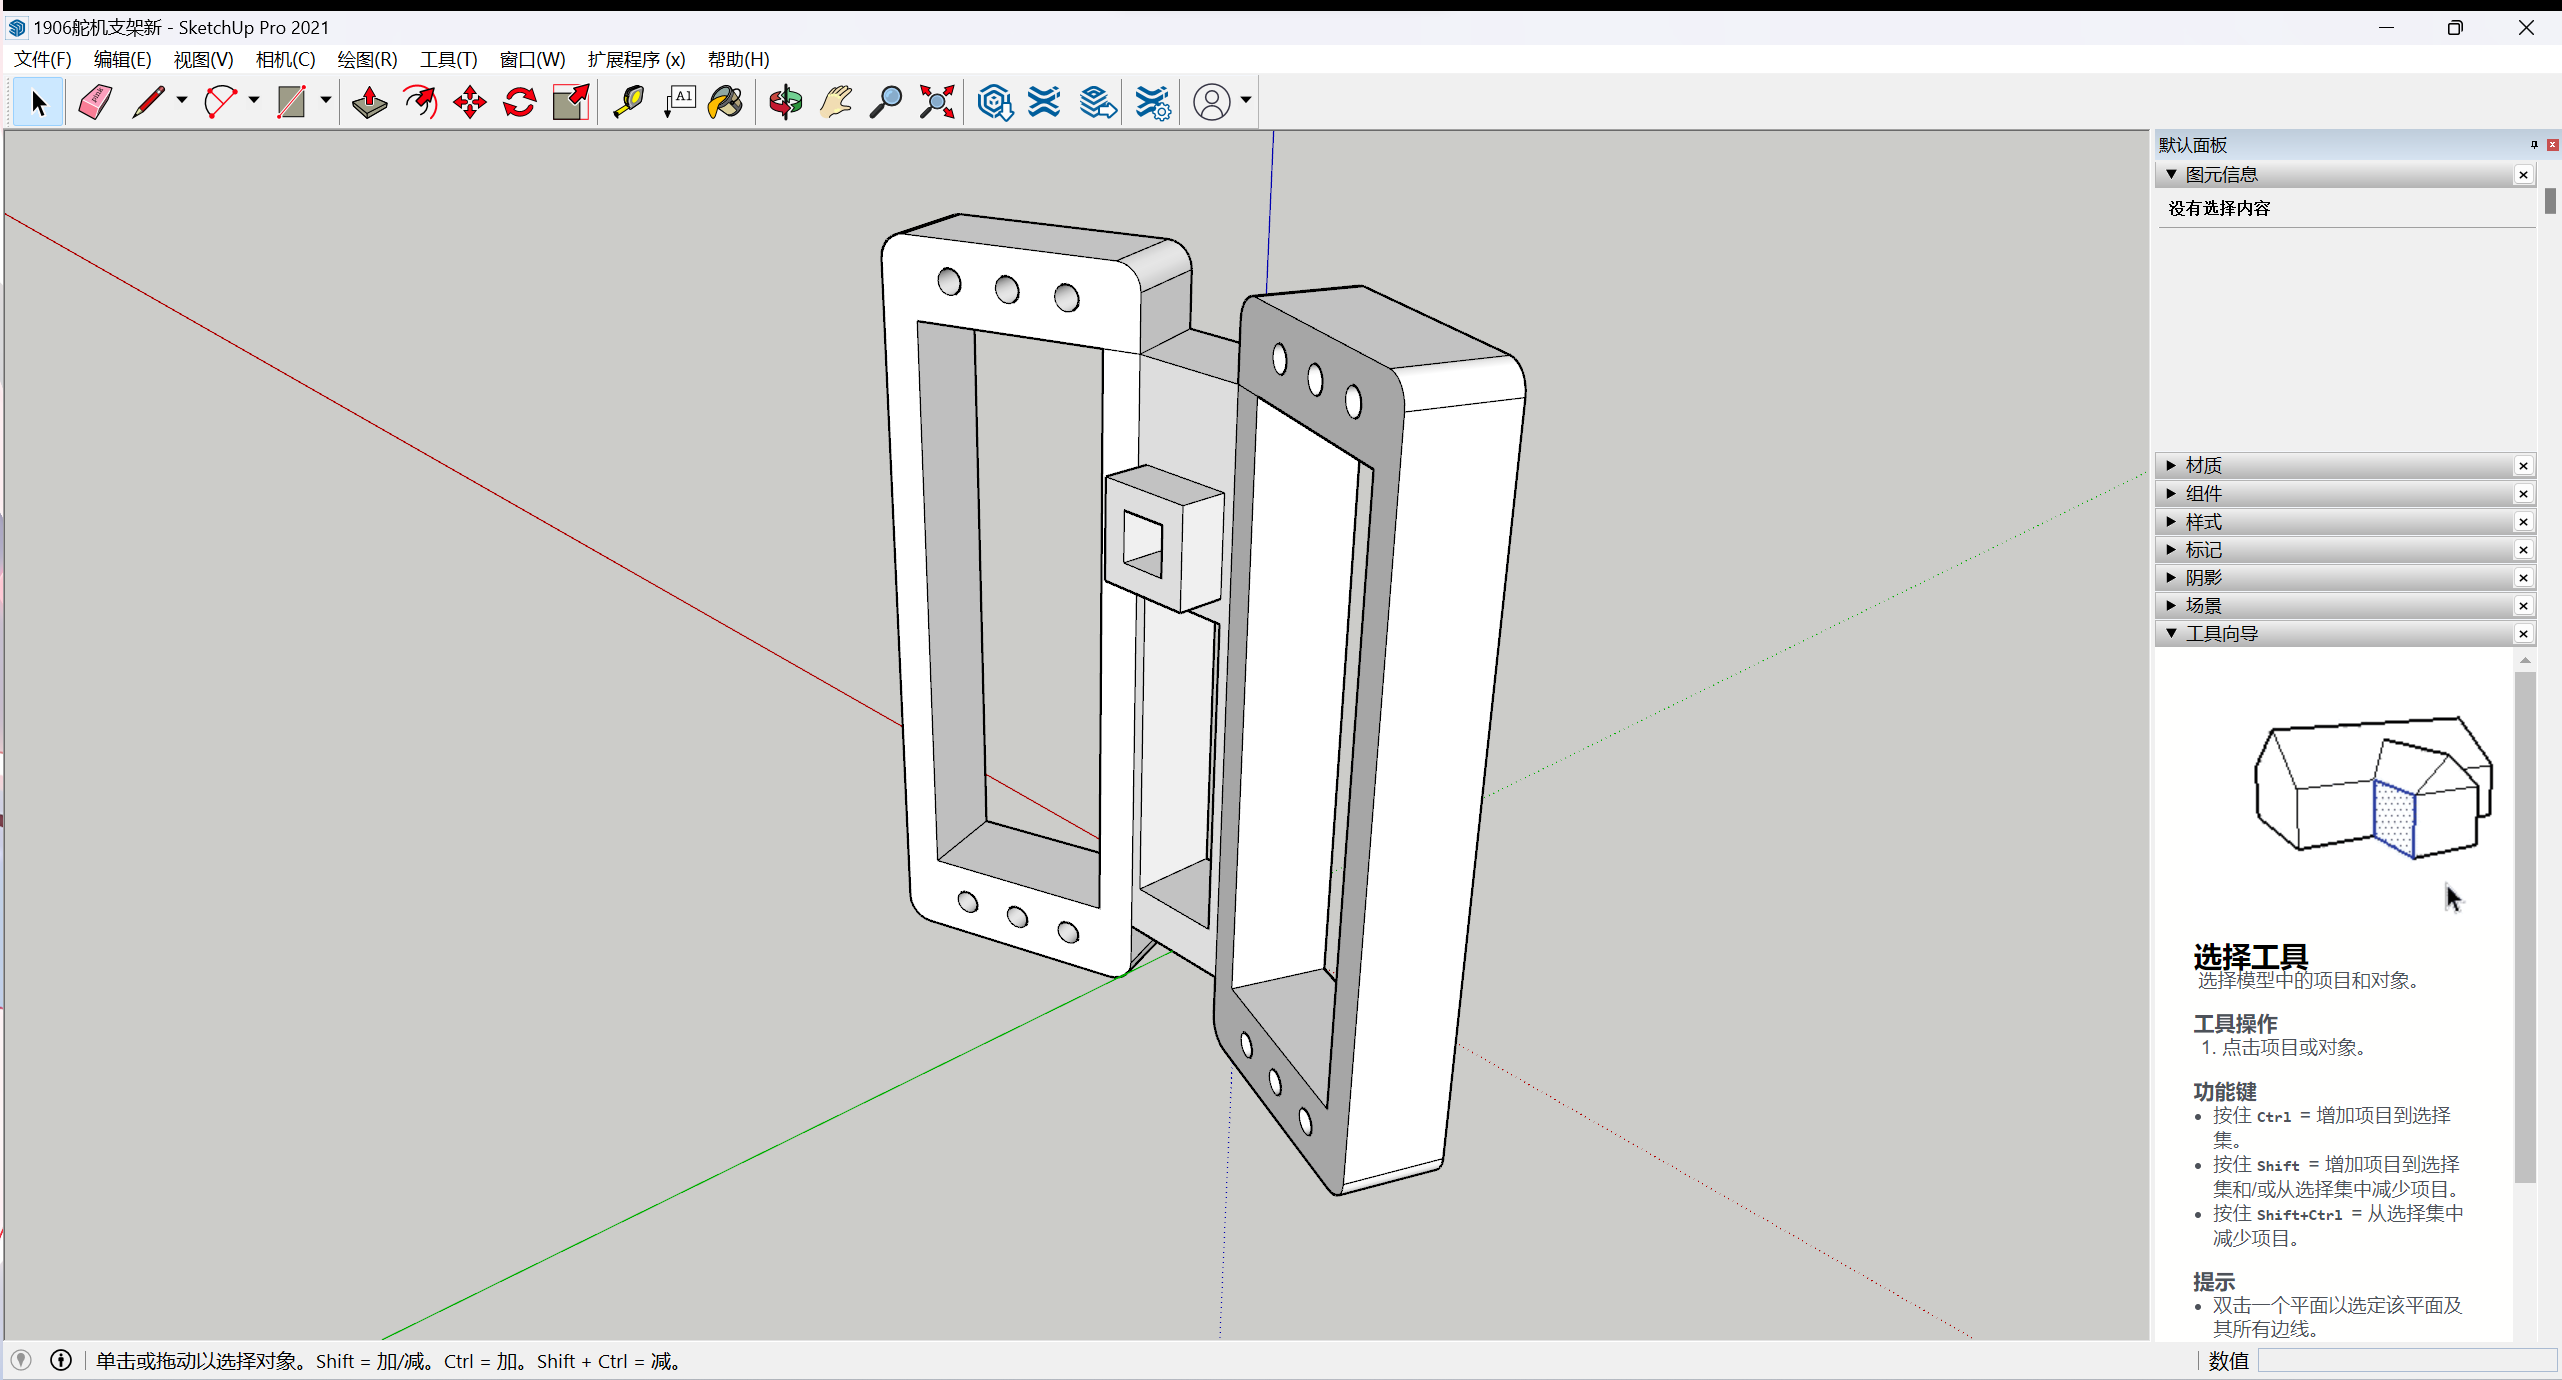 1906舵机支架新 - SketchUp Pro 2021
文件(F) 编辑(E) 视图(V) 相机(C) 绘图(R) 工具(T) 窗口(W) 扩展程序 (x) 帮助(H)
A1
默认面板
图元信息
没有选择内容
材质
组件
样式
标记
阴影
场景
工具向导
选择工具
选择模型中的项目和对象。
工具操作
1. 点击项目或对象。
功能键
• 按住 Ctrl = 增加项目到选择
集。
• 按住 Shift = 增加项目到选择
集和/或从选择集中减少项目。
• 按住 Shift+Ctrl = 从选择集中
减少项目。
提示
• 双击一个平面以选定该平面及
其所有边线。
单击或拖动以选择对象。Shift = 加/减。Ctrl = 加。Shift + Ctrl = 减。
数值